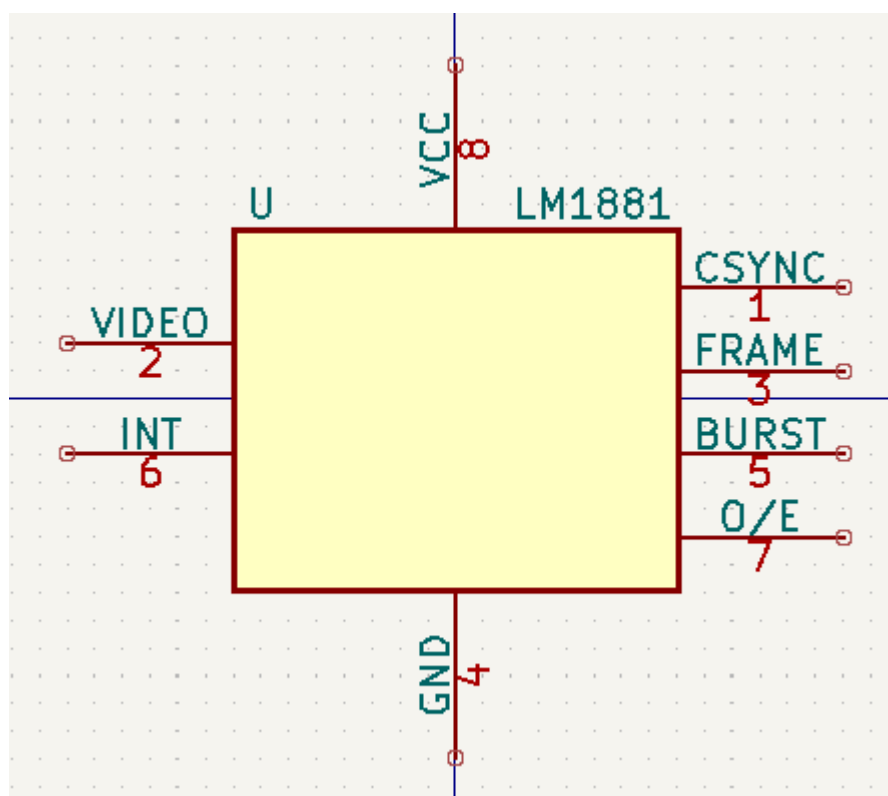 VCC
8
U
LM1881
CSYNC
1
VIDEO
2
FRAME
3
INT
6
BURST
5
O/E
7
GND
4